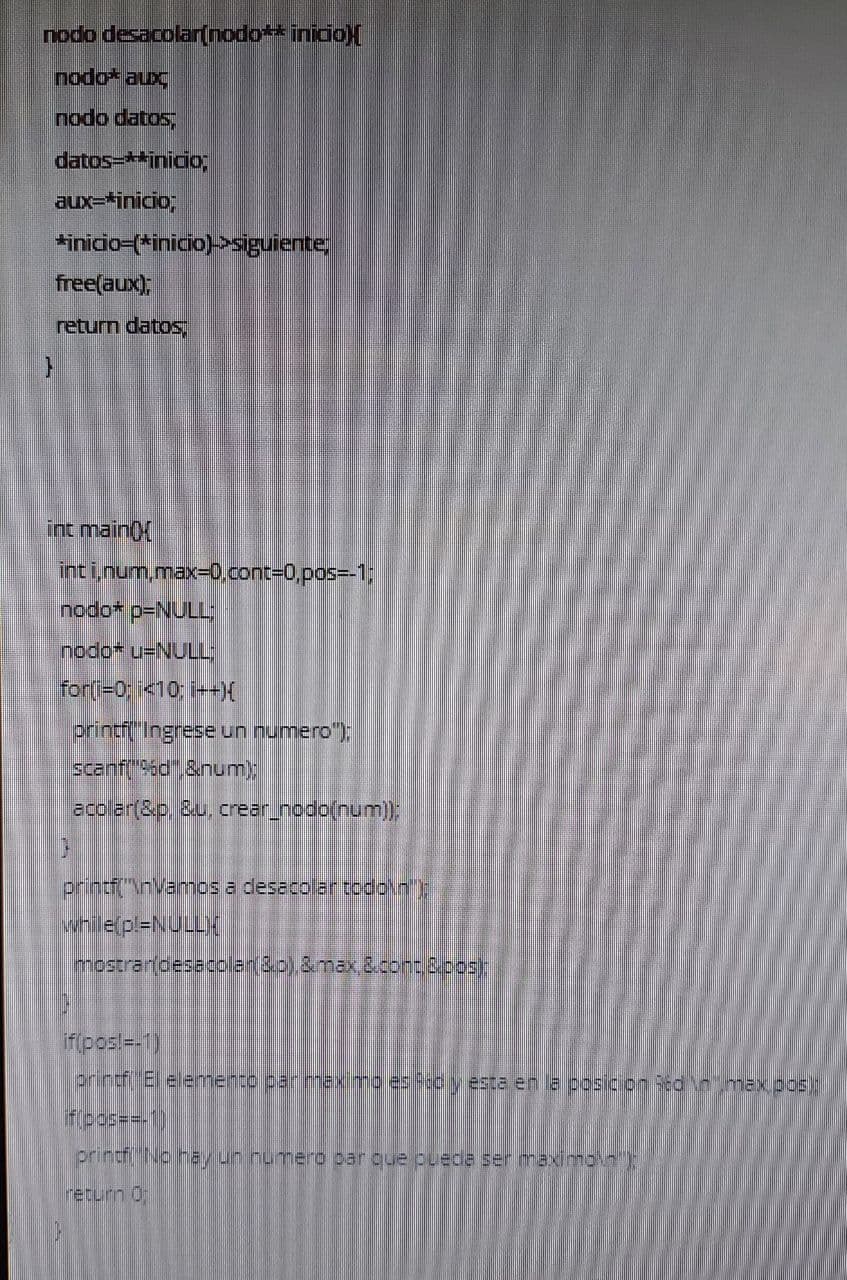 nodo desacolar(nodo** inicio){
nodo* aux;
nodo datos;
datos=**inicio;
aux=*inicio;
*inicio=(*inicio)->siguiente;
free(aux);
return datos;
}
int main(){
int i,num,max=0,cont=0,pos=-1;
nodo* p=NULL;
nodo* u=NULL;
for(i=0; i<10; i++){
printf("Ingrese un numero");
scanf("%d",&num);
acolar(&p, &u, crear_nodo(num));
}
printf("\nVamos a desacolar todo\n");
while(p!=NULL){
mostrar(desacolar(&p),&max,&cont,&pos);
}
if(pos!=-1)
printf("El elemento par maximo es %d y esta en la posicion %d \n",max,pos);
if(pos==-1)
printf("No hay un numero par que pueda ser maximo\n");
return 0;
}